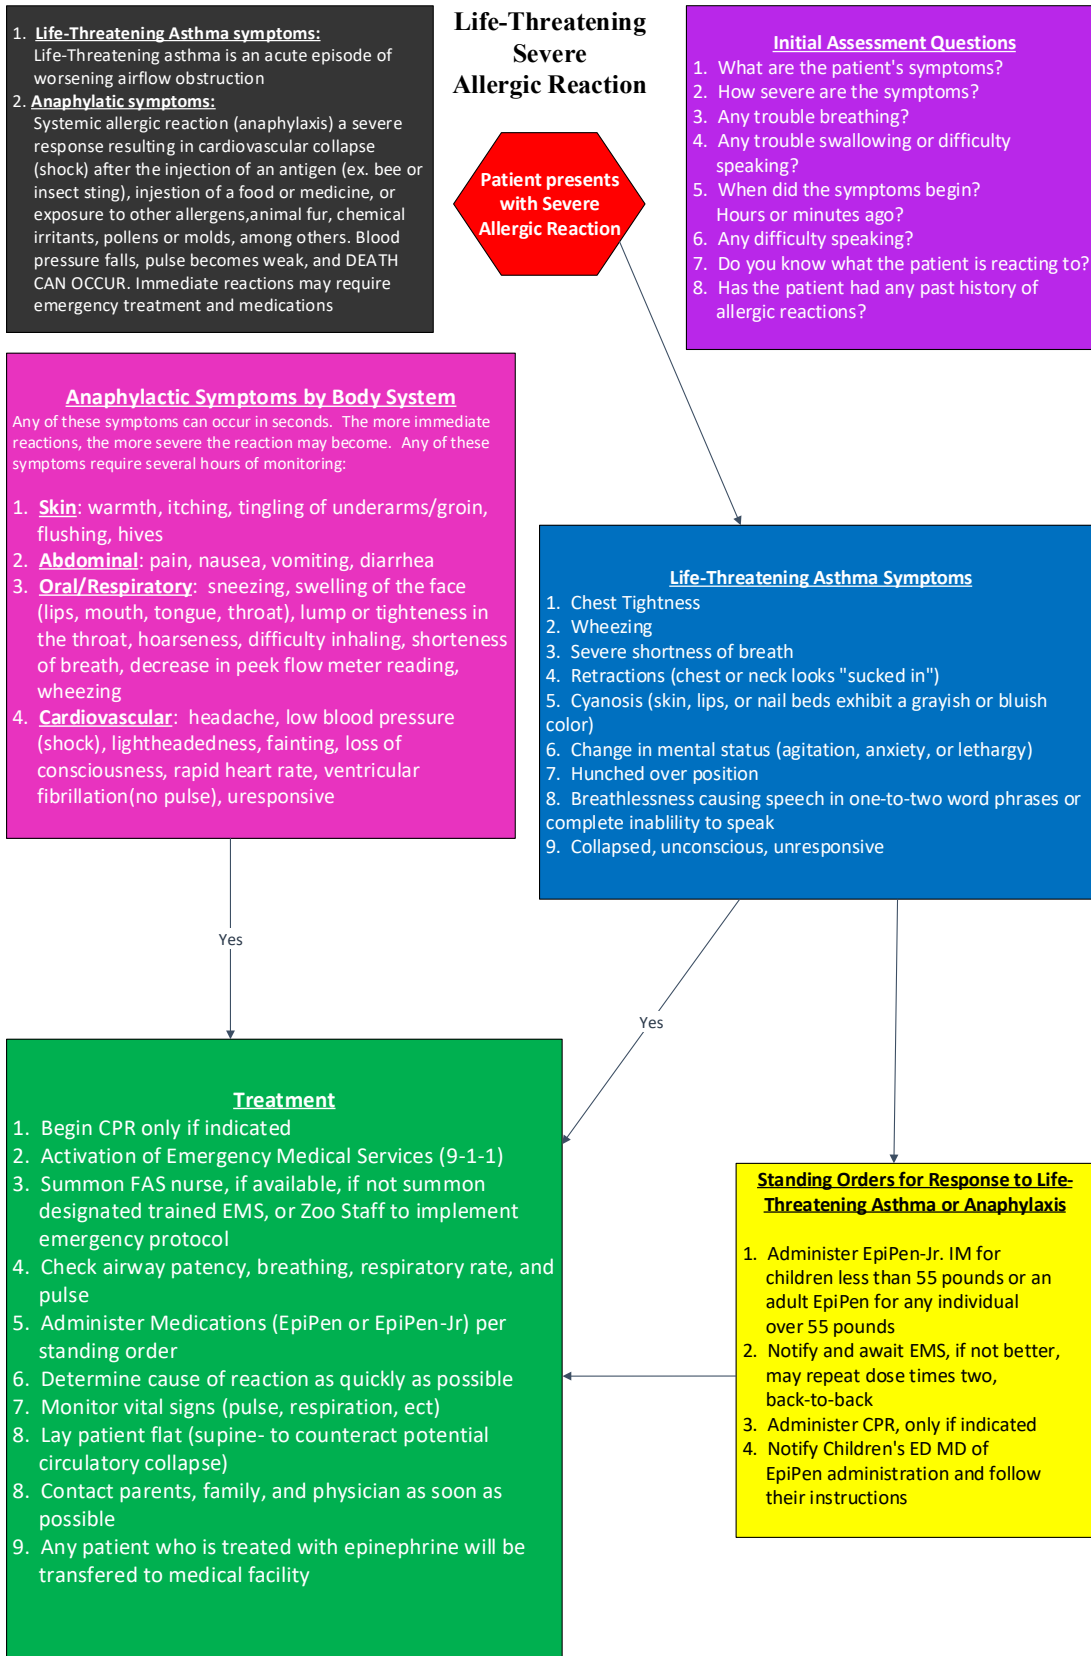 Life-Threatening
Severe
Allergic Reaction
1. Life-Threatening Asthma symptoms:
Life-Threatening asthma is an acute episode of
worsening airflow obstruction
2. Anaphylatic symptoms:
Systemic allergic reaction (anaphylaxis) a severe
response resulting in cardiovascular collapse
(shock) after the injection of an antigen (ex. bee or
insect sting), injestion of a food or medicine, or
exposure to other allergens,animal fur, chemical
irritants, pollens or molds, among others. Blood
pressure falls, pulse becomes weak, and DEATH
CAN OCCUR. Immediate reactions may require
emergency treatment and medications
Patient presents
with Severe
Allergic Reaction
Initial Assessment Questions
1. What are the patient's symptoms?
2. How severe are the symptoms?
3. Any trouble breathing?
4. Any trouble swallowing or difficulty
speaking?
5. When did the symptoms begin?
Hours or minutes ago?
6. Any difficulty speaking?
7. Do you know what the patient is reacting to?
8. Has the patient had any past history of
allergic reactions?
Anaphylactic Symptoms by Body System
Any of these symptoms can occur in seconds. The more immediate
reactions, the more severe the reaction may become. Any of these
symptoms require several hours of monitoring:
1. Skin: warmth, itching, tingling of underarms/groin,
flushing, hives
2. Abdominal: pain, nausea, vomiting, diarrhea
3. Oral/Respiratory: sneezing, swelling of the face
(lips, mouth, tongue, throat), lump or tighteness in
the throat, hoarseness, difficulty inhaling, shorteness
of breath, decrease in peek flow meter reading,
wheezing
4. Cardiovascular: headache, low blood pressure
(shock), lightheadedness, fainting, loss of
consciousness, rapid heart rate, ventricular
fibrillation(no pulse), uresponsive
Life-Threatening Asthma Symptoms
1. Chest Tightness
2. Wheezing
3. Severe shortness of breath
4. Retractions (chest or neck looks "sucked in")
5. Cyanosis (skin, lips, or nail beds exhibit a grayish or bluish
color)
6. Change in mental status (agitation, anxiety, or lethargy)
7. Hunched over position
8. Breathlessness causing speech in one-to-two word phrases or
complete inablility to speak
9. Collapsed, unconscious, unresponsive
Yes
Yes
Treatment
1. Begin CPR only if indicated
2. Activation of Emergency Medical Services (9-1-1)
3. Summon FAS nurse, if available, if not summon
designated trained EMS, or Zoo Staff to implement
emergency protocol
4. Check airway patency, breathing, respiratory rate, and
pulse
5. Administer Medications (EpiPen or EpiPen-Jr) per
standing order
6. Determine cause of reaction as quickly as possible
7. Monitor vital signs (pulse, respiration, ect)
8. Lay patient flat (supine- to counteract potential
circulatory collapse)
8. Contact parents, family, and physician as soon as
possible
9. Any patient who is treated with epinephrine will be
transfered to medical facility
Standing Orders for Response to Life-
Threatening Asthma or Anaphylaxis
1. Administer EpiPen-Jr. IM for
children less than 55 pounds or an
adult EpiPen for any individual
over 55 pounds
2. Notify and await EMS, if not better,
may repeat dose times two,
back-to-back
3. Administer CPR, only if indicated
4. Notify Children's ED MD of
EpiPen administration and follow
their instructions